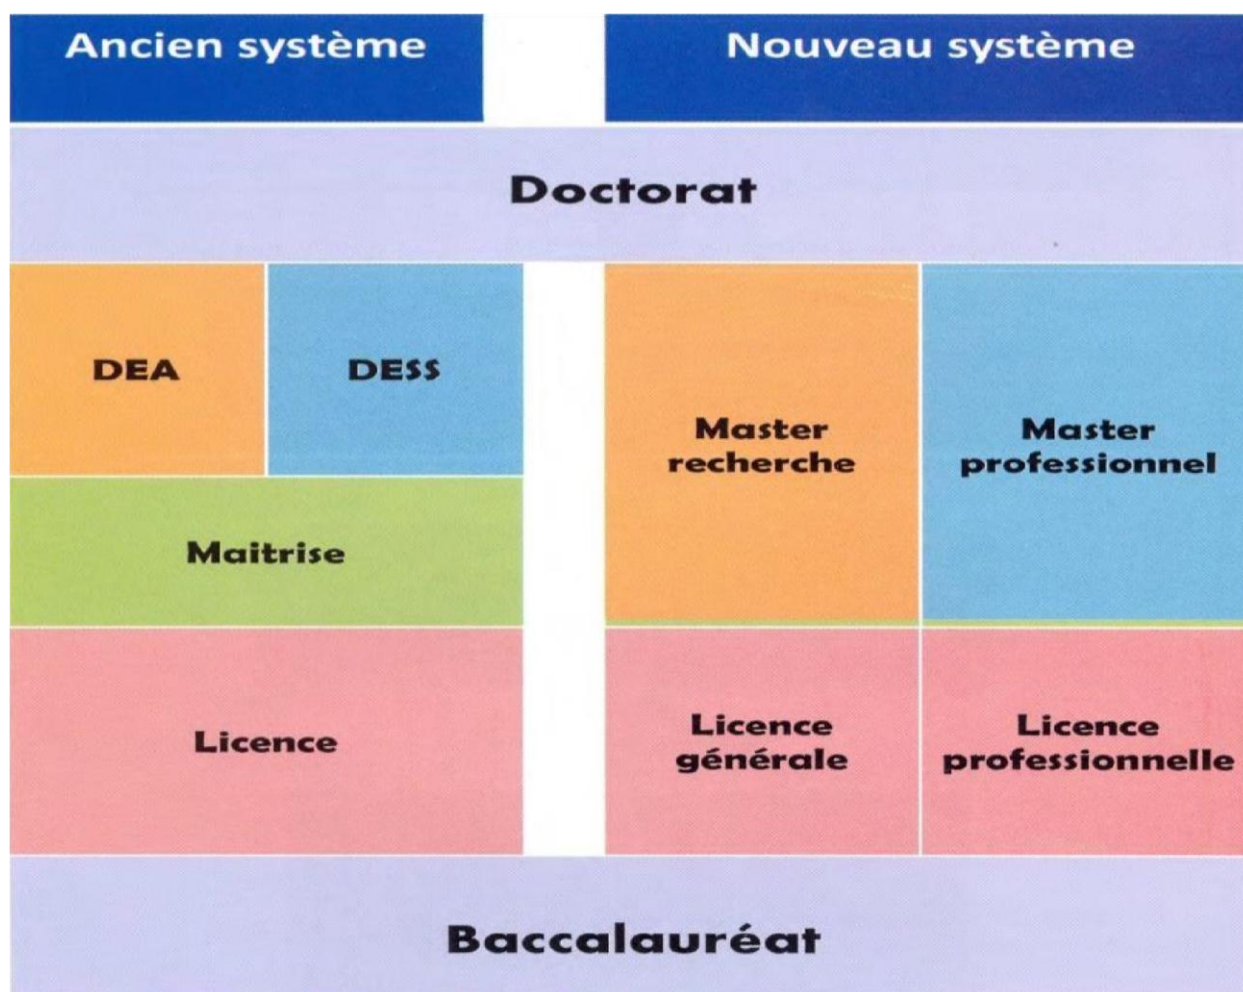 Ancien système
Nouveau système
Doctorat
DEA
DESS
Master
recherche
Master
professionnel
Maitrise
Licence
Licence
générale
Licence
professionnelle
Baccalauréat